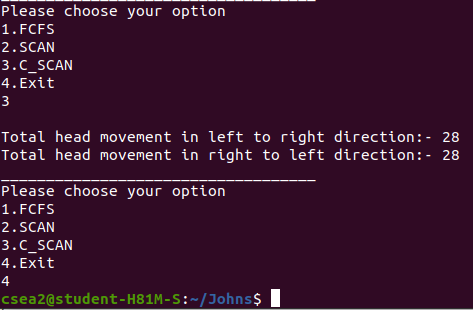 Please choose your option
1.FCFS
2.SCAN
3.C_SCAN
4.Exit
3
Total head movement in left to right direction:- 28
Total head movement in right to left direction:- 28
___________________________________
Please choose your option
1.FCFS
2.SCAN
3.C_SCAN
4.Exit
4
csea2@student-H81M-S:~/Johns$